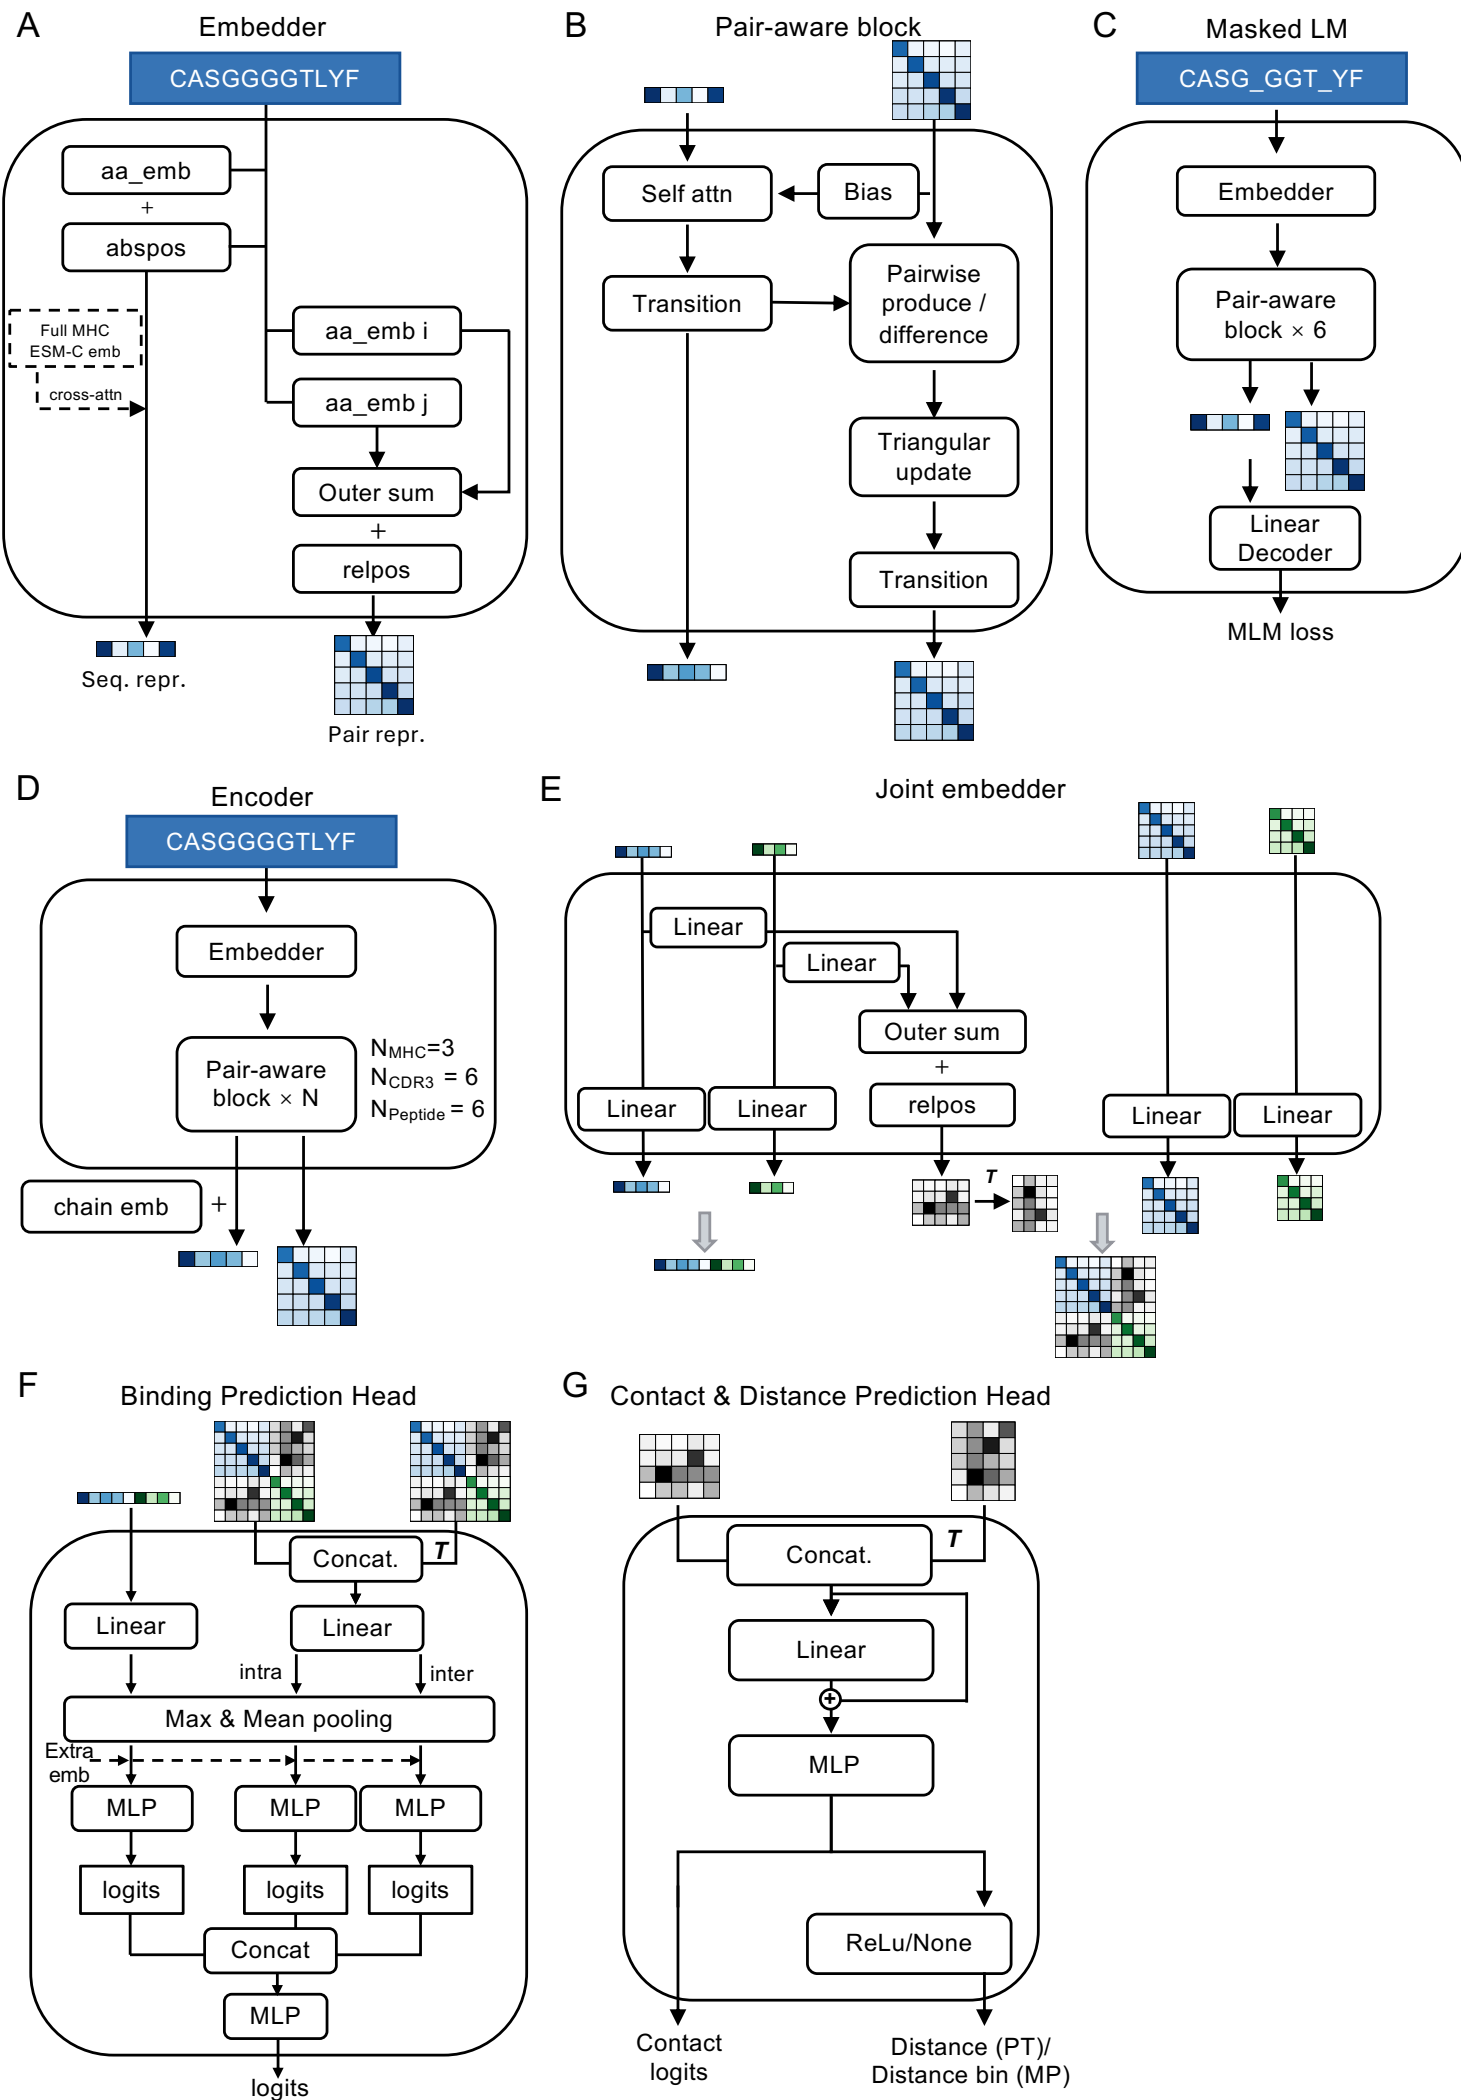 A
Embedder
CASGGGGTLYF
aa_emb
+
abspos
Full MHC
ESM-C emb
cross-attn
aa_emb i
aa_emb j
Outer sum
+
relpos
Seq. repr.
Pair repr.
B
Pair-aware block
Self attn
Bias
Transition
Pairwise
produce /
difference
Triangular
update
Transition
C
Masked LM
CASG_GGT_YF
Embedder
Pair-aware
block × 6
Linear
Decoder
MLM loss
D
Encoder
CASGGGGTLYF
Embedder
Pair-aware
block × N
NMHC=3
NCDR3 = 6
NPeptide = 6
chain emb
+
E
Joint embedder
Linear
Linear
Outer sum
+
relpos
Linear
Linear
Linear
Linear
T
F
Binding Prediction Head
Concat.
T
Linear
Linear
intra
inter
Max & Mean pooling
Extra
emb
MLP
MLP
MLP
logits
logits
logits
Concat
MLP
logits
G
Contact & Distance Prediction Head
Concat.
T
Linear
+
MLP
ReLu/None
Contact
logits
Distance (PT)/
Distance bin (MP)